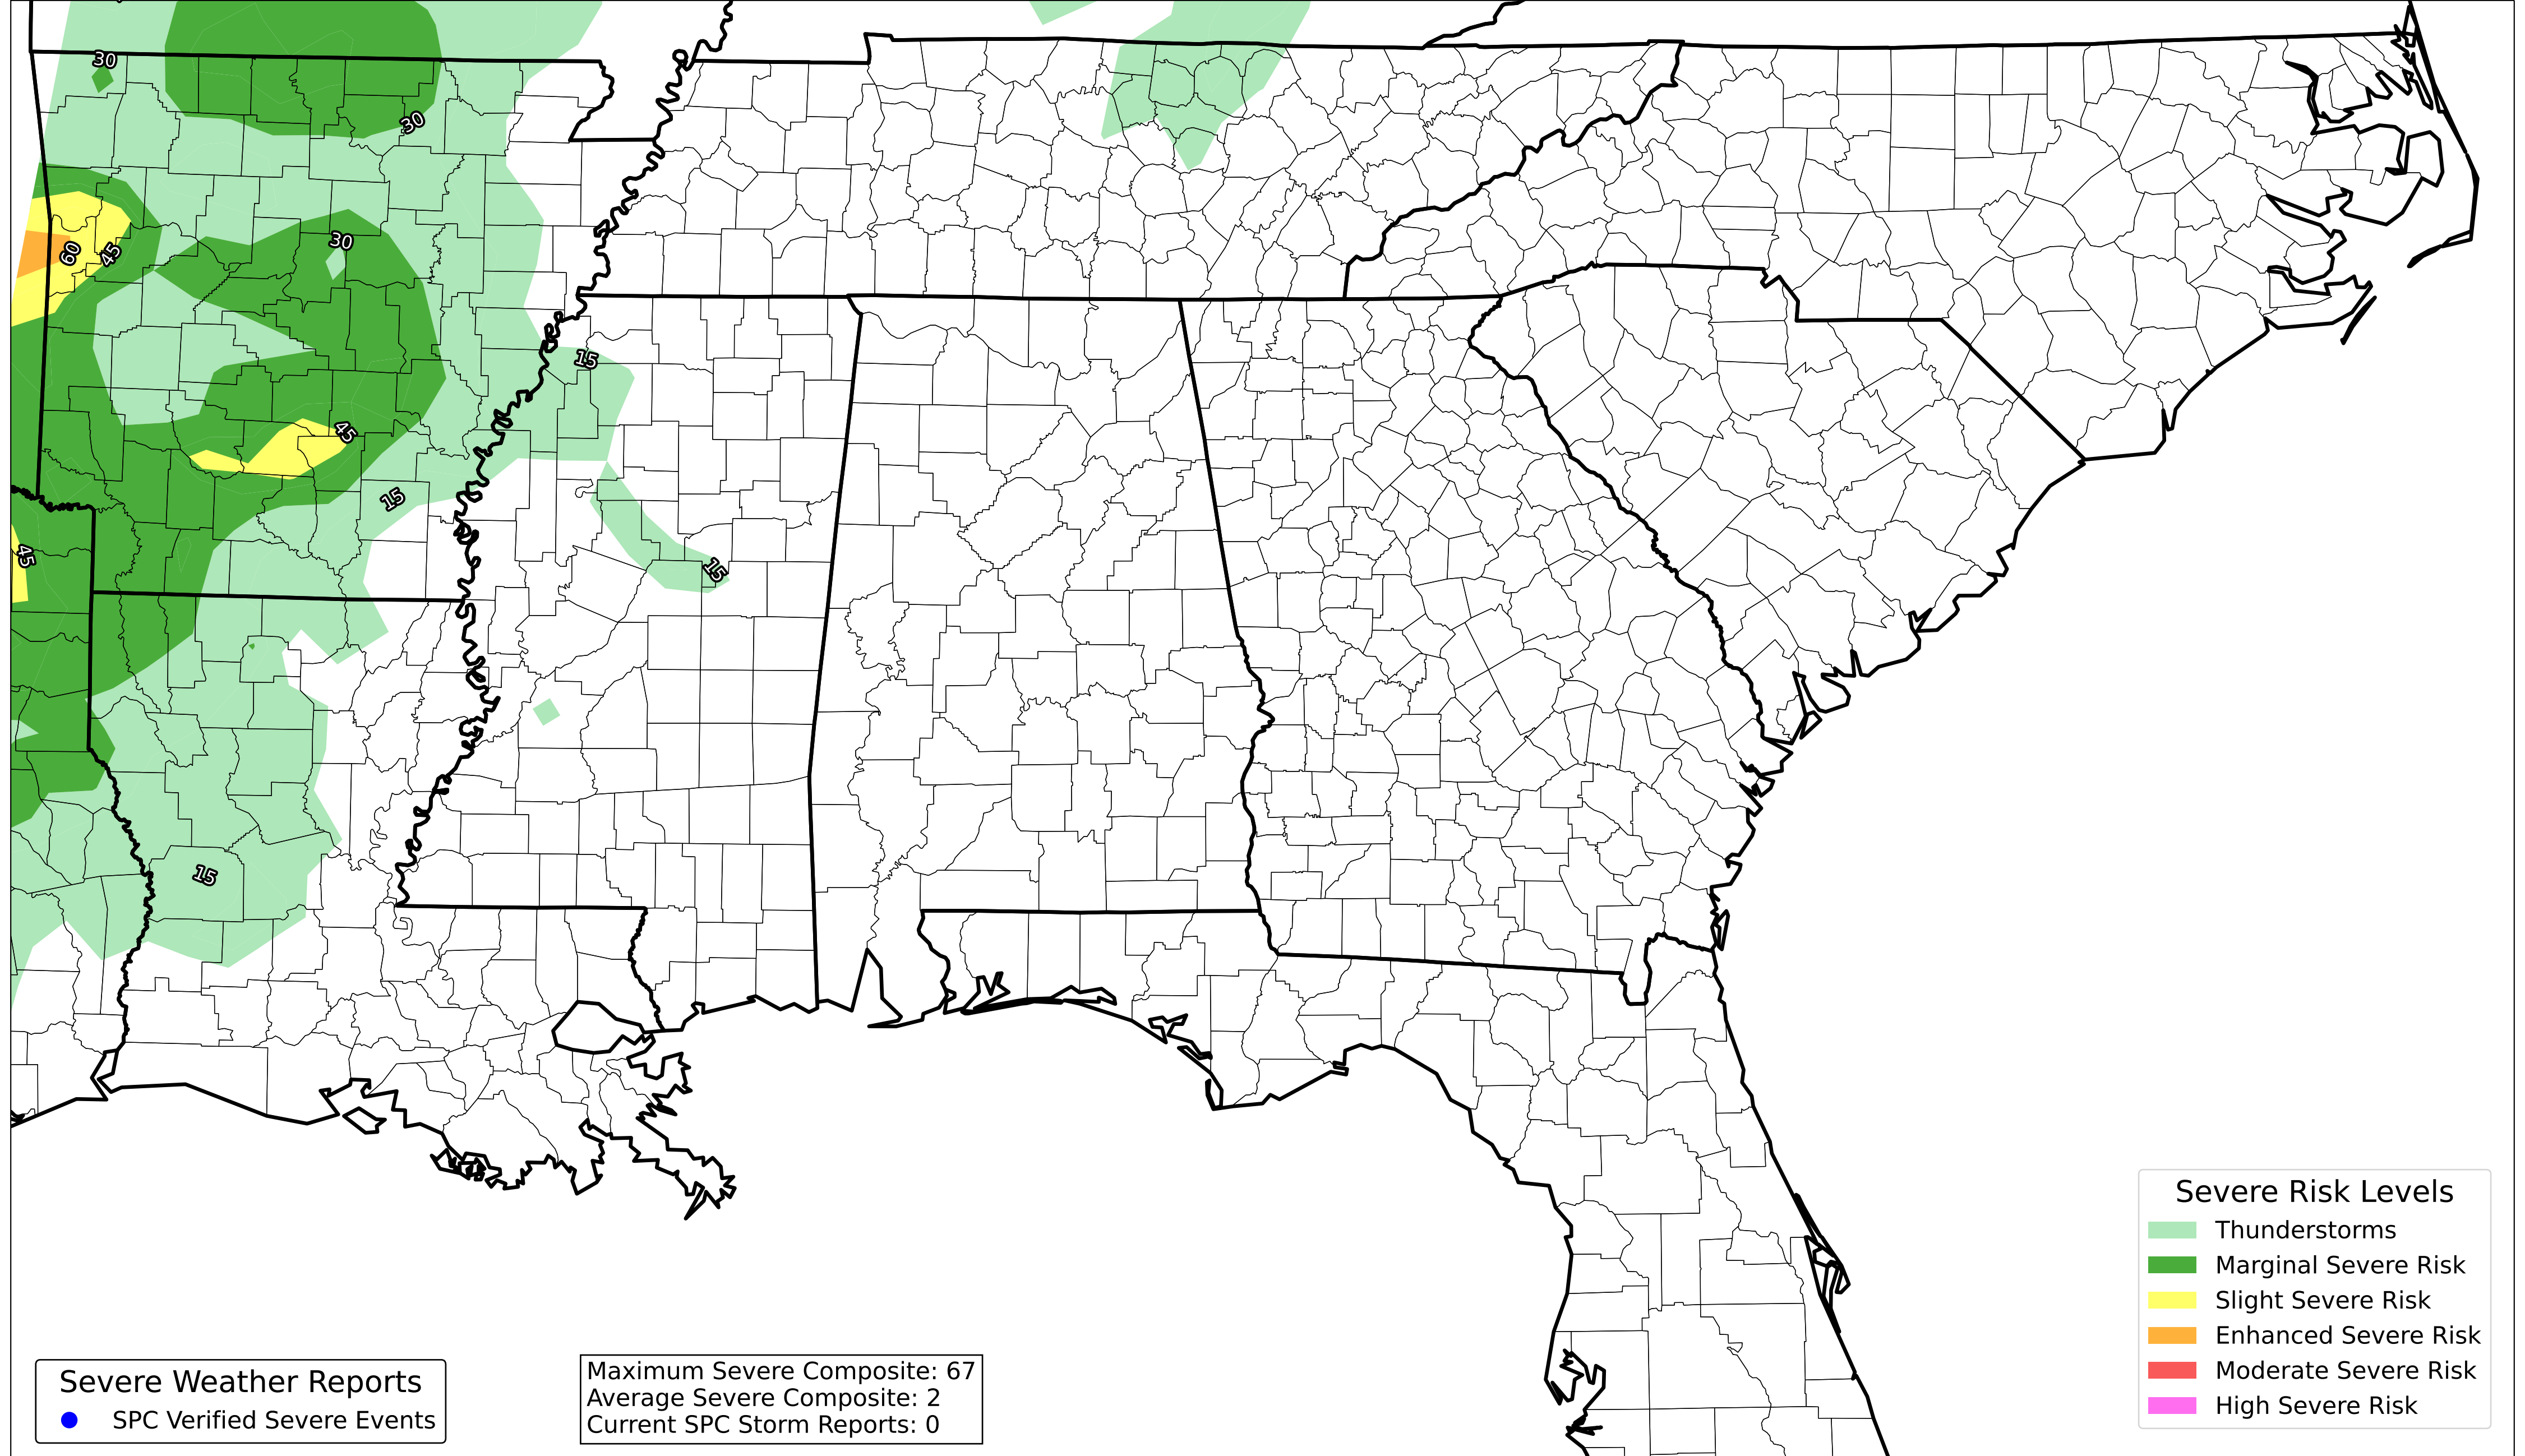 30
30
30
60
45
15
45
15
45
15
15
Severe Risk Levels
Thunderstorms
Marginal Severe Risk
Slight Severe Risk
Enhanced Severe Risk
Moderate Severe Risk
High Severe Risk
Severe Weather Reports
SPC Verified Severe Events
Maximum Severe Composite: 67
Average Severe Composite: 2
Current SPC Storm Reports: 0